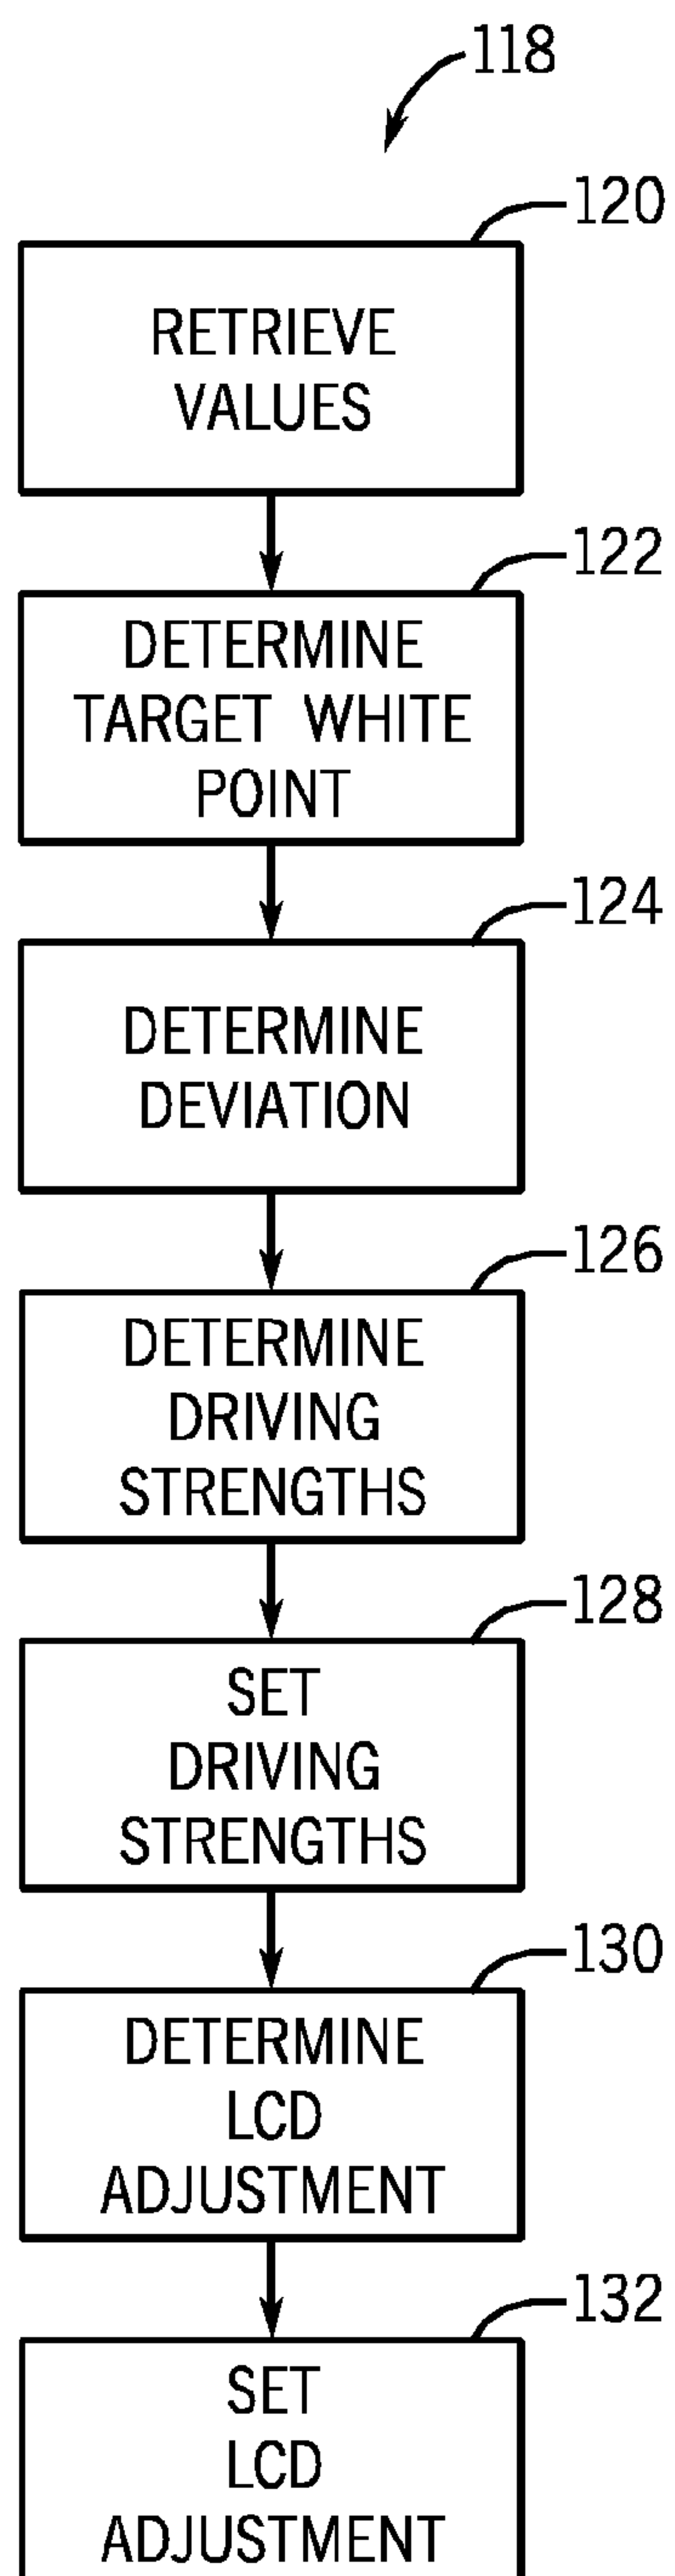 118
120
RETRIEVE
VALUES
122
DETERMINE
TARGET WHITE
POINT
124
DETERMINE
DEVIATION
126
DETERMINE
DRIVING
STRENGTHS
128
SET
DRIVING
STRENGTHS
130
DETERMINE
LCD
ADJUSTMENT
132
SET
LCD
ADJUSTMENT